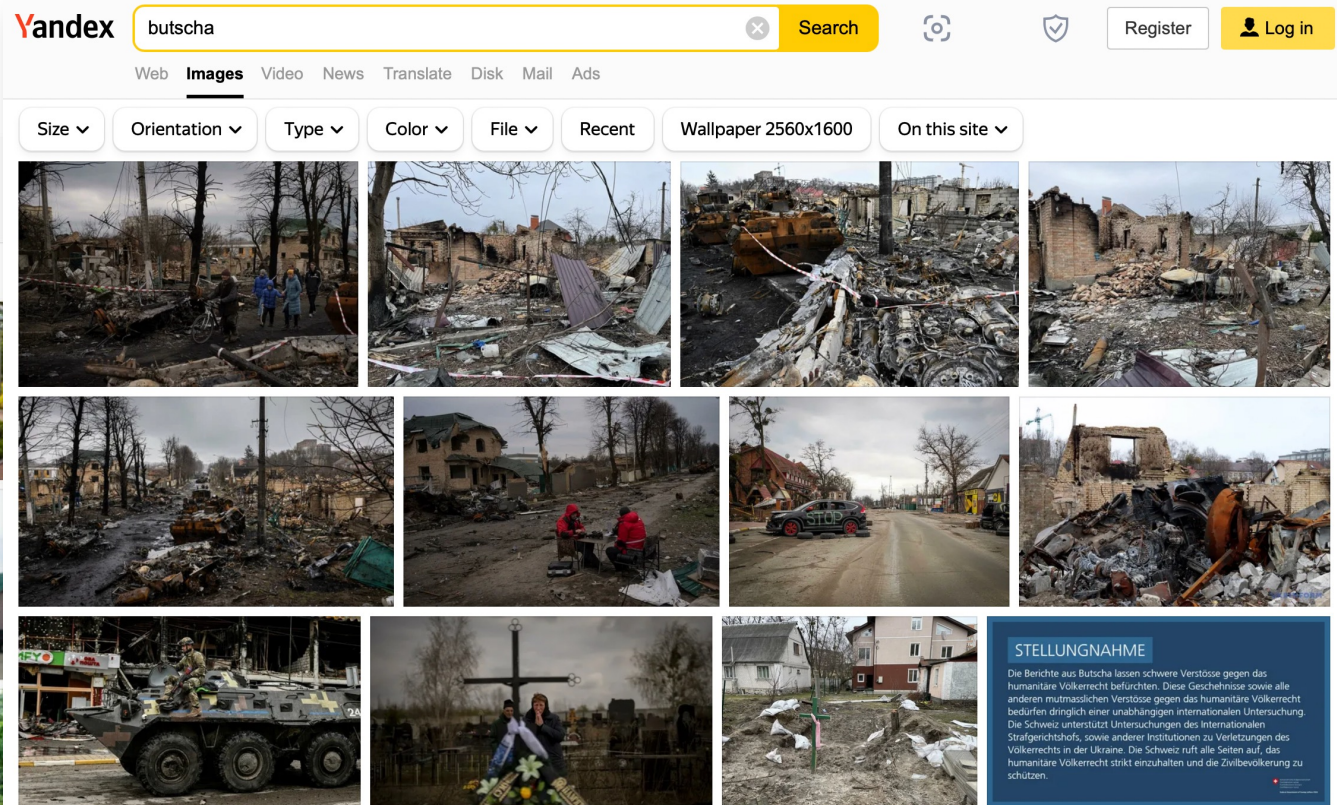 Yandex
butscha
Search
Register
Log in
Web Images Video News Translate Disk Mail Ads
Size Orientation Type Color File Recent Wallpaper 2560x1600 On this site
STOP
STELLUNGNAHME
Die Berichte aus Butscha lassen schwere Verstösse gegen das
humanitäre Völkerrecht befürchten. Diese Geschehnisse sowie alle
anderen mutmasslichen Verstösse gegen das humanitäre Völkerrecht
bedürfen dringlich einer unabhängigen internationalen Untersuchung.
Die Schweiz unterstützt Untersuchungen des Internationalen
Strafgerichtshofs, sowie anderer Institutionen zu Verletzungen des
Völkerrechts in der Ukraine. Die Schweiz ruft alle Seiten auf, das
humanitäre Völkerrecht strikt einzuhalten und die Zivilbevölkerung zu
schützen.